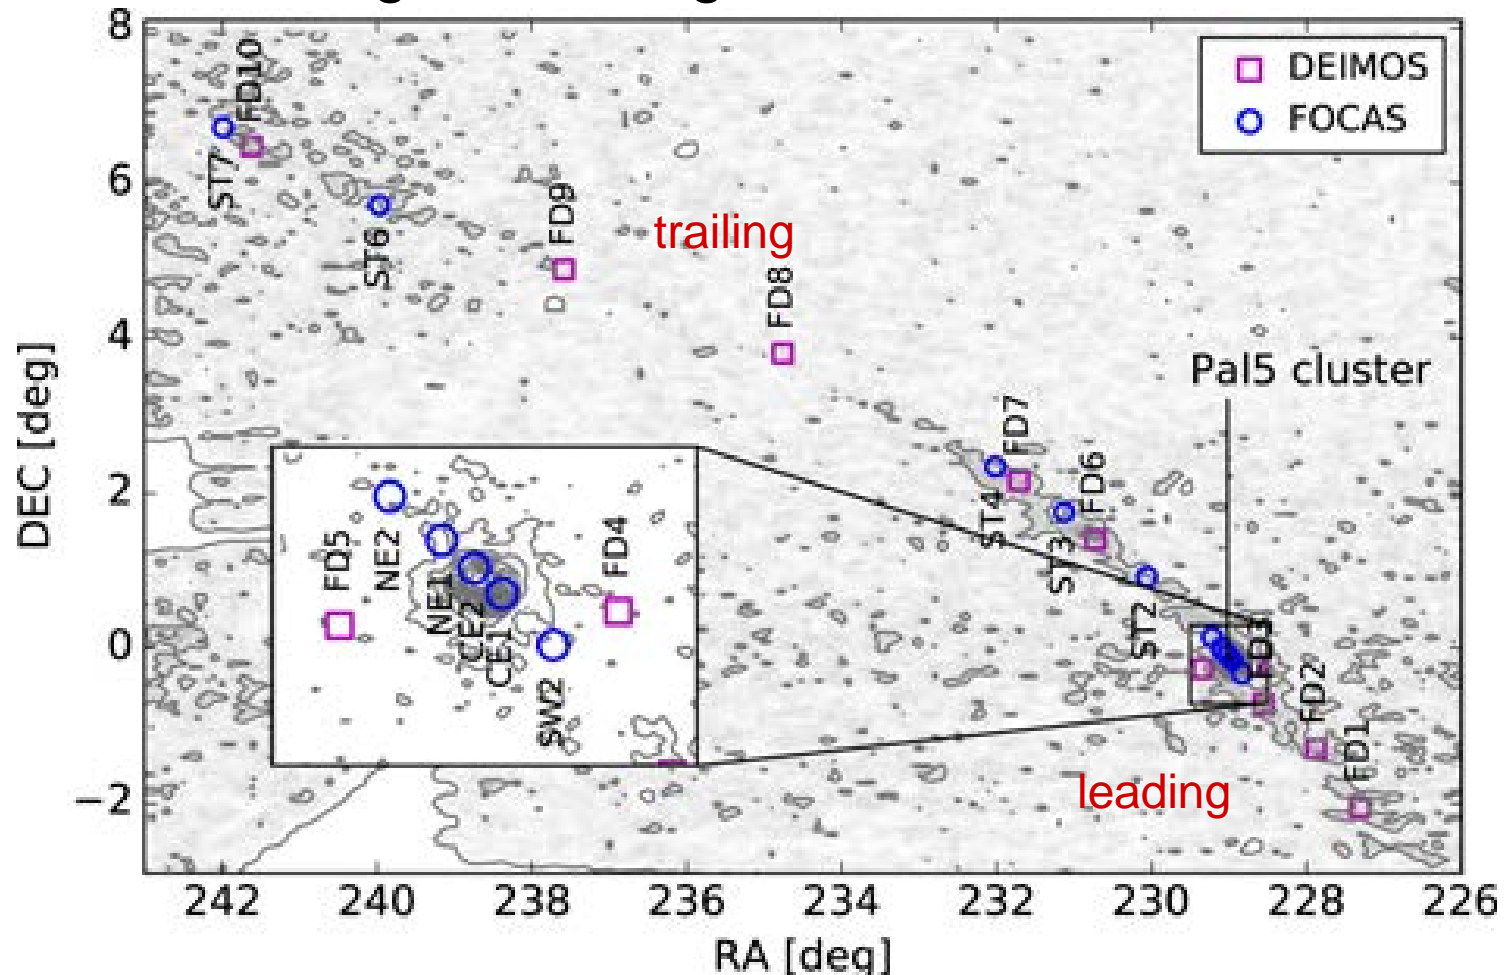 8
6
4
2
0
−2
DEC [deg]
242
240
238
236
234
232
230
228
226
RA [deg]
DEIMOS
FOCAS
FD10
ST7
ST6
FD9
trailing
FD8
Pal5 cluster
FD7
ST4
FD6
ST3
ST2
FD3
FD2
FD1
leading
FD5
NE2
NE1
CE2
CE1
SW2
FD4